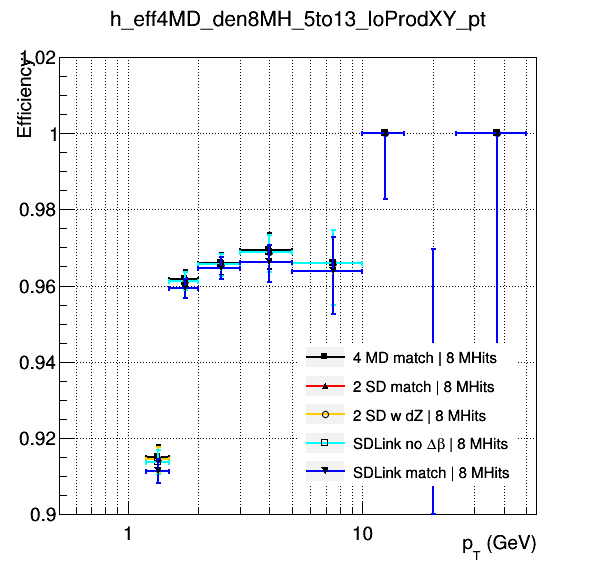 h_eff4MD_den8MH_5to13_loProdXY_pt
Efficiency
1.02
1
0.98
0.96
0.94
0.92
0.9
4 MD match | 8 MHits
2 SD match | 8 MHits
2 SD w dZ | 8 MHits
SDLink no Δβ | 8 MHits
SDLink match | 8 MHits
1
10
p_T (GeV)